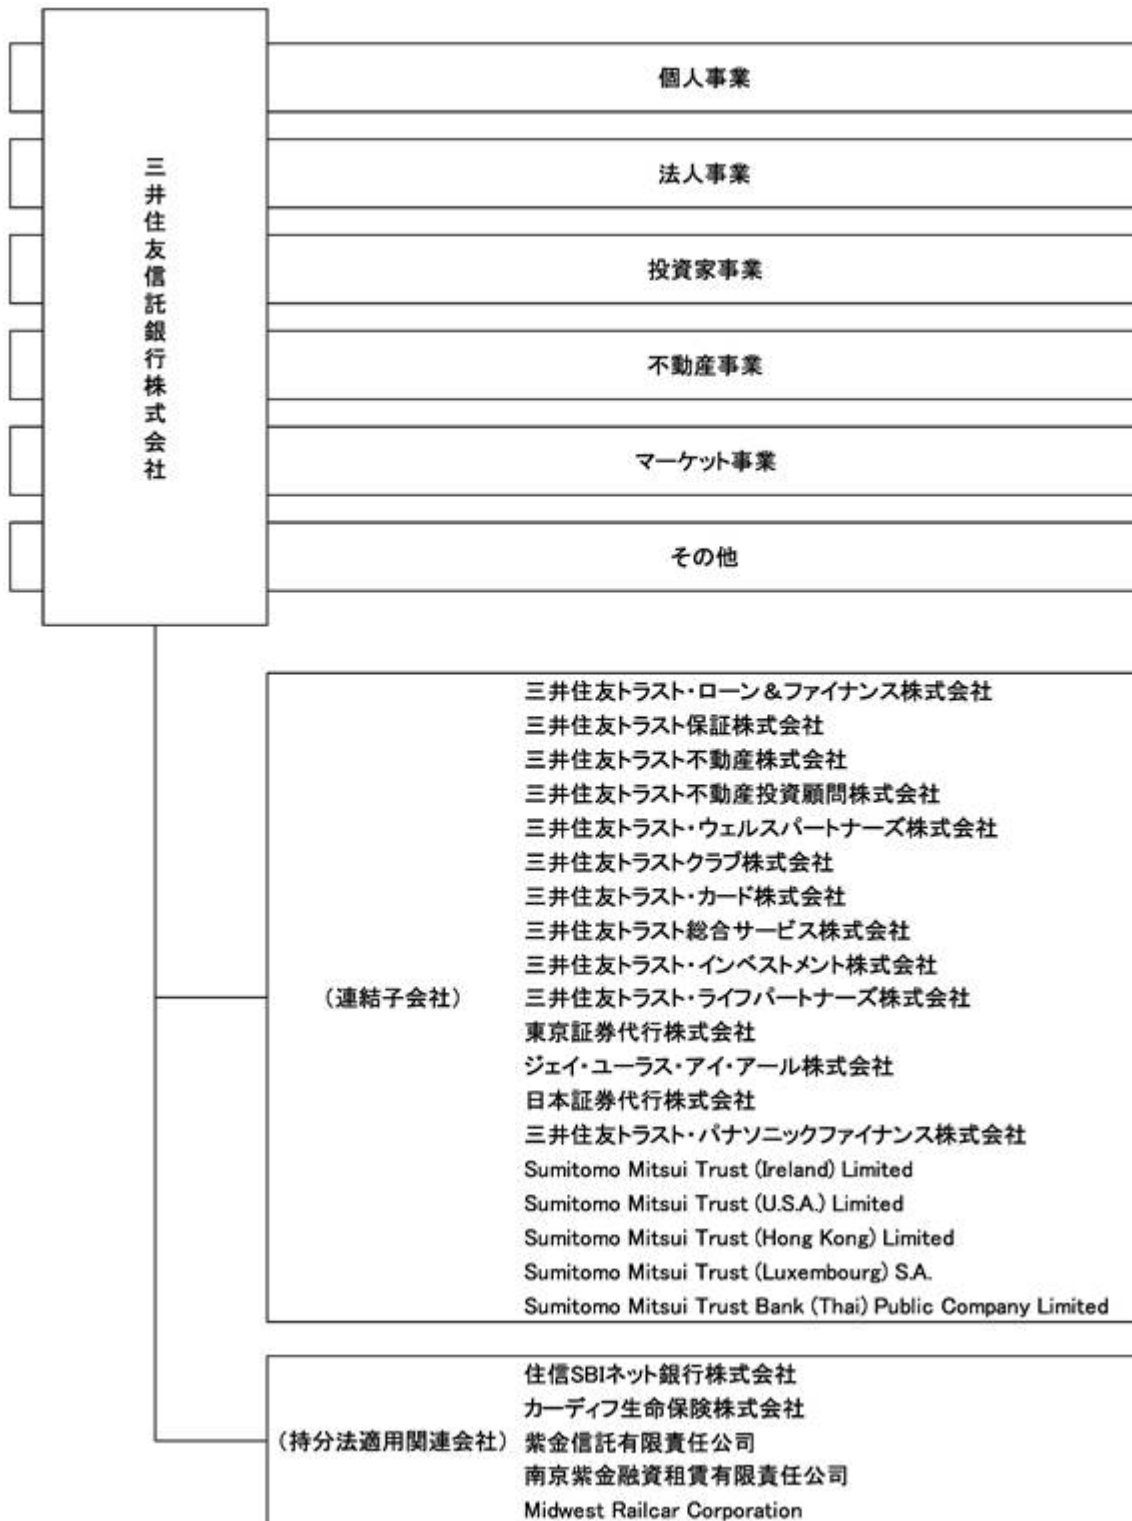 三井住友信託銀行株式会社
個人事業
法人事業
投資家事業
不動産事業
マーケット事業
その他
（連結子会社）
三井住友トラスト・ローン＆ファイナンス株式会社
三井住友トラスト保証株式会社
三井住友トラスト不動産株式会社
三井住友トラスト不動産投資顧問株式会社
三井住友トラスト・ウェルスパートナーズ株式会社
三井住友トラストクラブ株式会社
三井住友トラスト・カード株式会社
三井住友トラスト総合サービス株式会社
三井住友トラスト・インベストメント株式会社
三井住友トラスト・ライフパートナーズ株式会社
東京証券代行株式会社
ジェイ・ユーラス・アイ・アール株式会社
日本証券代行株式会社
三井住友トラスト・パナソニックファイナンス株式会社
Sumitomo Mitsui Trust (Ireland) Limited
Sumitomo Mitsui Trust (U.S.A.) Limited
Sumitomo Mitsui Trust (Hong Kong) Limited
Sumitomo Mitsui Trust (Luxembourg) S.A.
Sumitomo Mitsui Trust Bank (Thai) Public Company Limited
（持分法適用関連会社）
住信SBIネット銀行株式会社
カーディフ生命保険株式会社
紫金信託有限責任公司
南京紫金融資租賃有限責任公司
Midwest Railcar Corporation